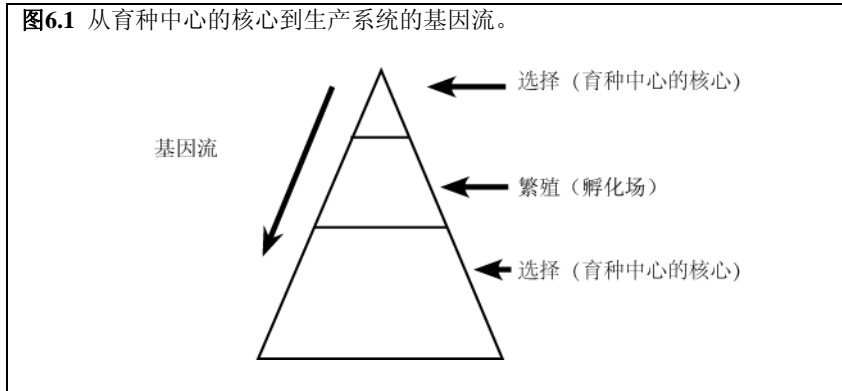 图6.1 从育种中心的核心到生产系统的基因流。
选择（育种中心的核心）
基因流
繁殖（孵化场）
选择（育种中心的核心）